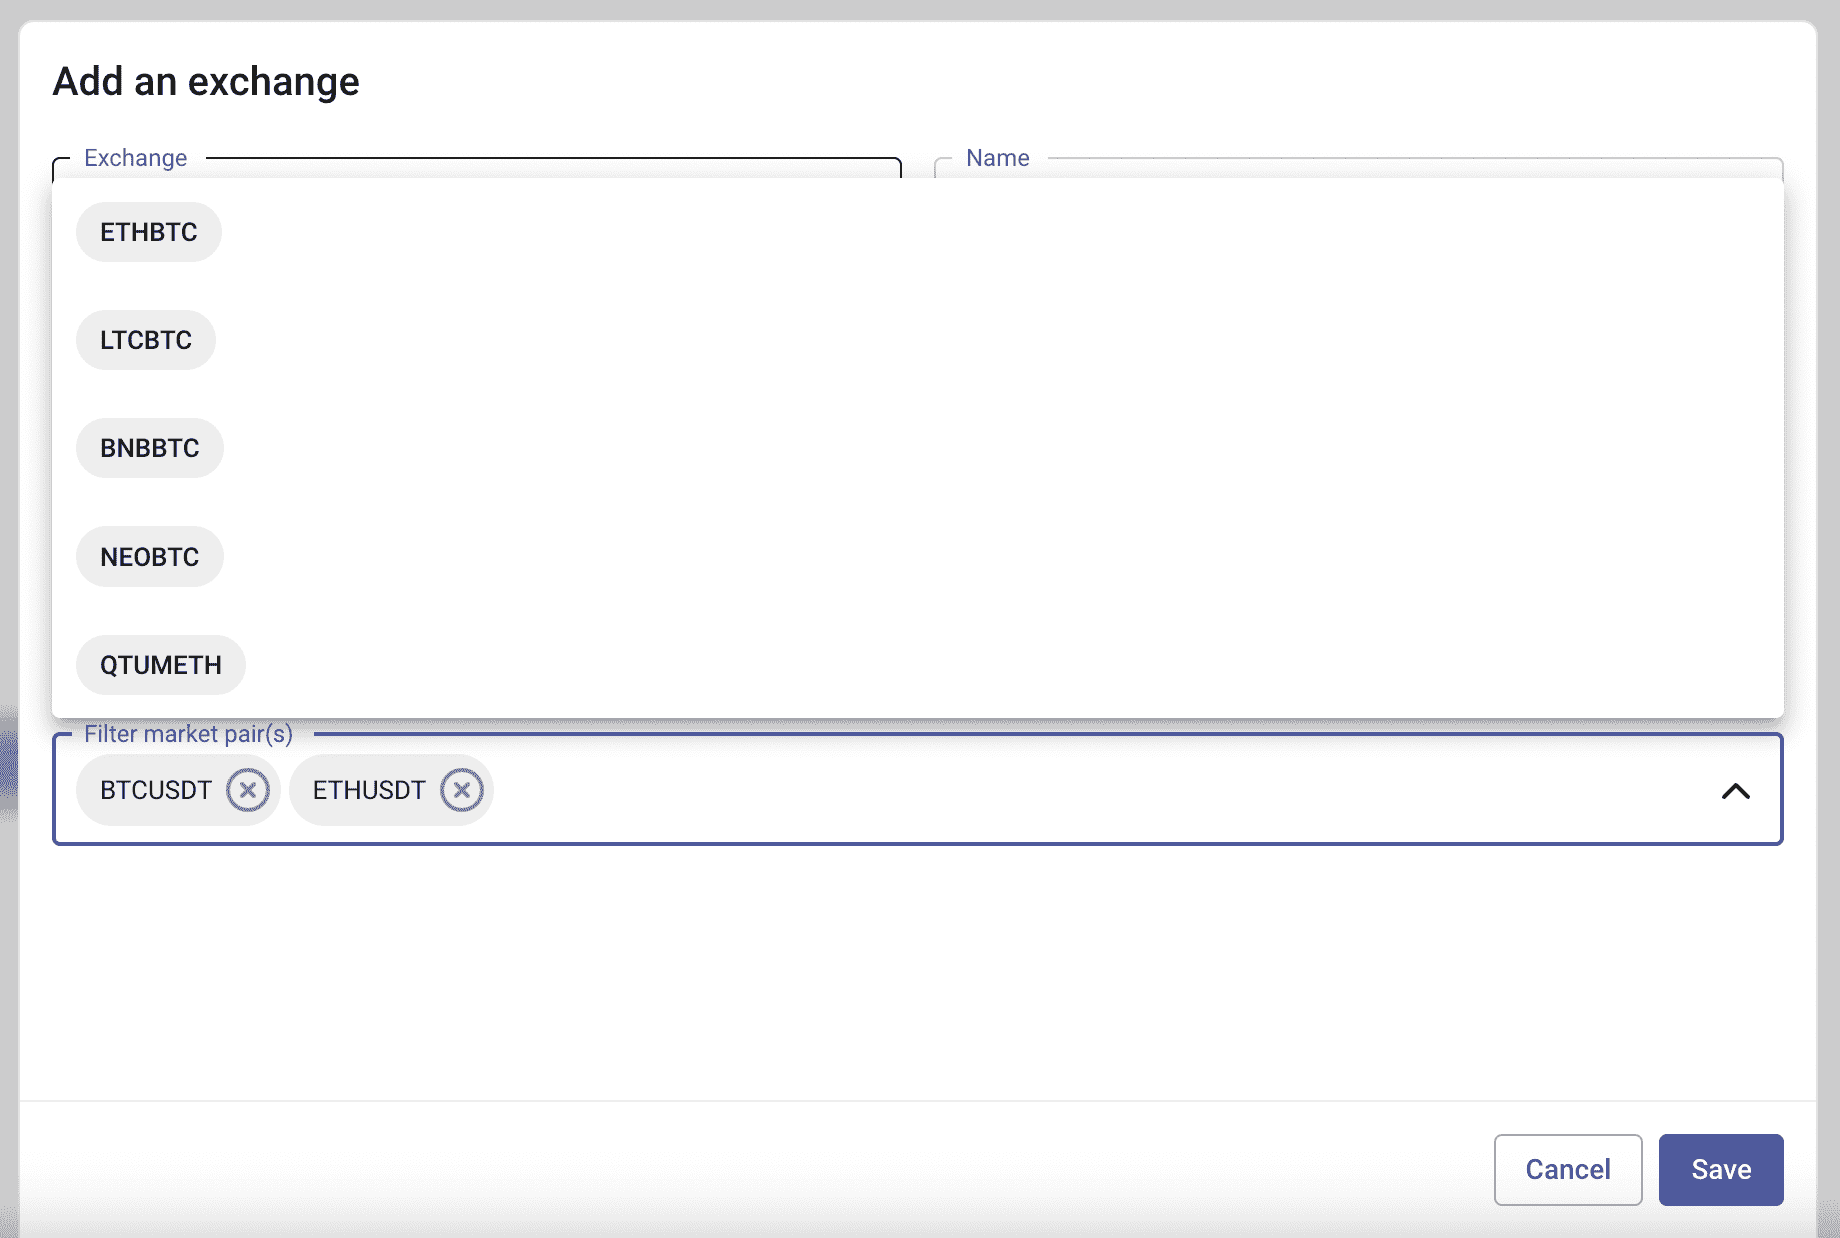 Add an exchange
Exchange
Name
ETHBTC
LTCBTC
BNBBTC
NEOBTC
QTUMETH
Filter market pair(s)
BTCUSDT ETHUSDT
Cancel Save